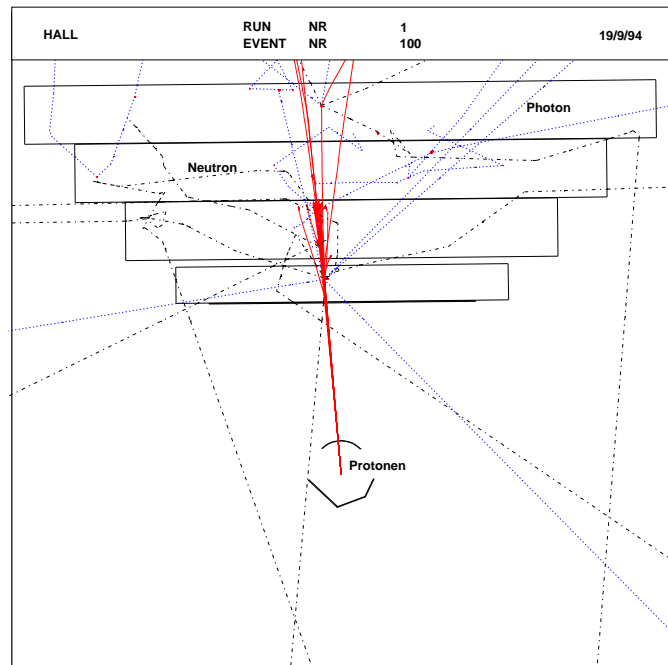 HALL RUN NR 1 19/9/94
EVENT NR 100
Photon
Neutron
Protonen